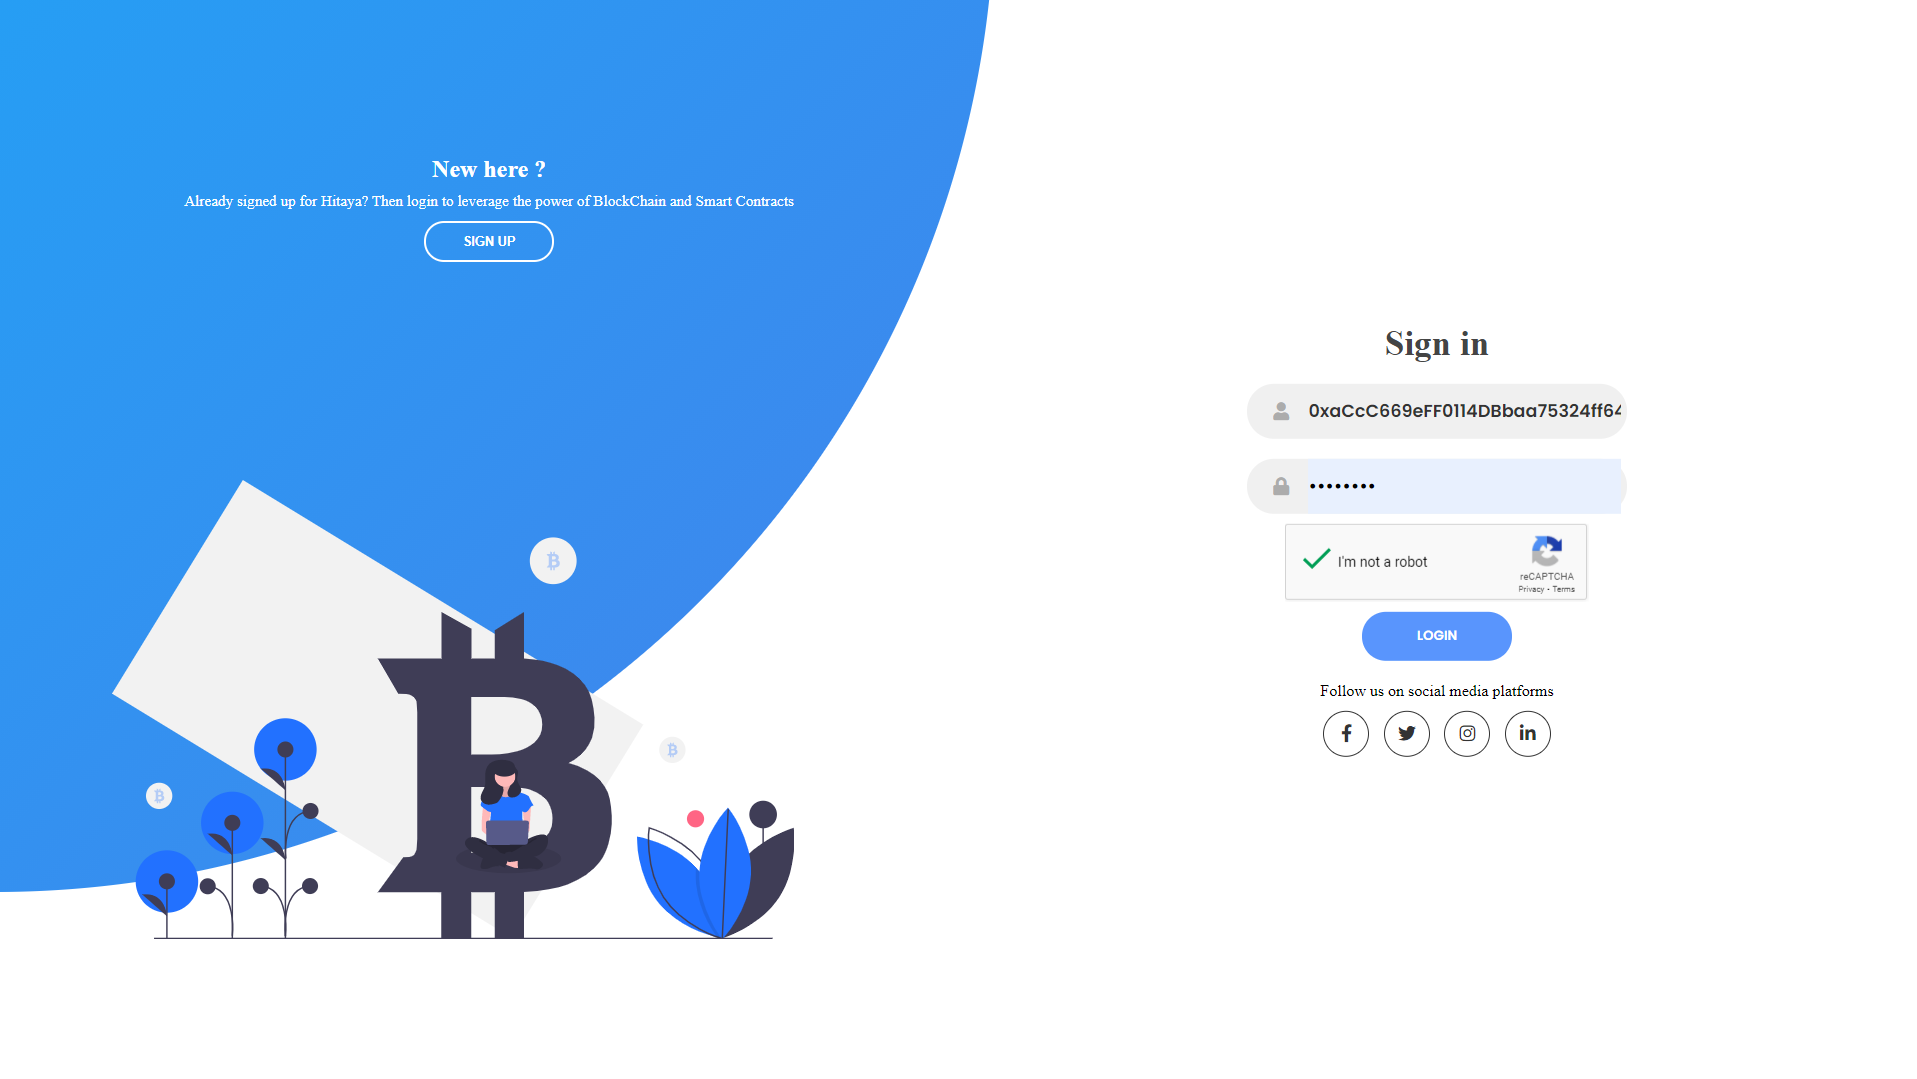 New here ?
Already signed up for Hitaya? Then login to leverage the power of BlockChain and Smart Contracts
SIGN UP
Sign in
0xaCcC669eFF0114DBbaa75324ff64
••••••••
I'm not a robot
reCAPTCHA
Privacy - Terms
LOGIN
Follow us on social media platforms